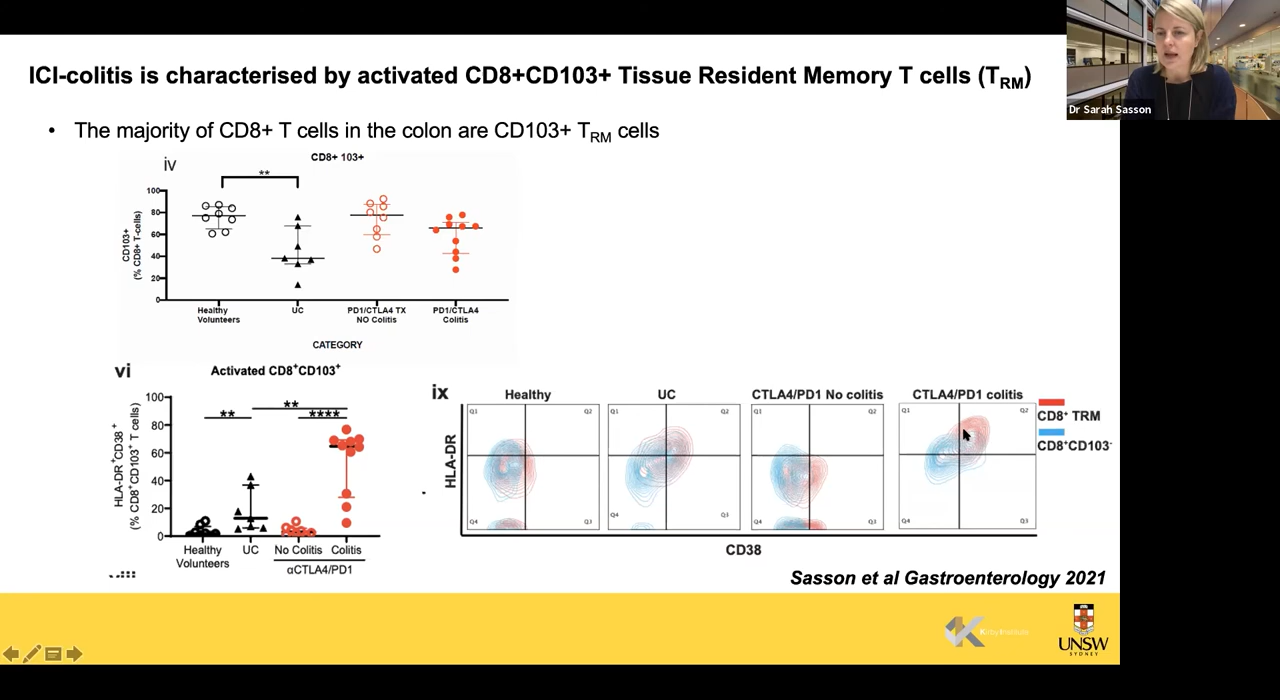 ICI-colitis is characterised by activated CD8+CD103+ Tissue Resident Memory T cells (TRM)
Dr Sarah Sasson
• The majority of CD8+ T cells in the colon are CD103+ TRM cells
iv
CD8+ 103+
**
CD103+
(% CD8+ T-cells)
100
80
60
40
20
0
Healthy
Volunteers
UC
PD1/CTLA4 TX
NO Colitis
PD1/CTLA4
Colitis
CATEGORY
vi
Activated CD8+CD103+
HLA-DR+CD38+
(% CD8+CD103+ T cells)
100
80
60
40
20
0
**
**
****
Healthy
Volunteers
UC
No Colitis
Colitis
αCTLA4/PD1
ix
Healthy
UC
CTLA4/PD1 No colitis
CTLA4/PD1 colitis
Q1 Q2
Q1 Q2
Q1 Q2
Q1 Q2
Q4 Q3
Q4 Q3
Q4 Q3
Q4 Q3
HLA-DR
CD38
CD8+ TRM
CD8+CD103-
Sasson et al Gastroenterology 2021
Kirby Institute
UNSW
SYDNEY